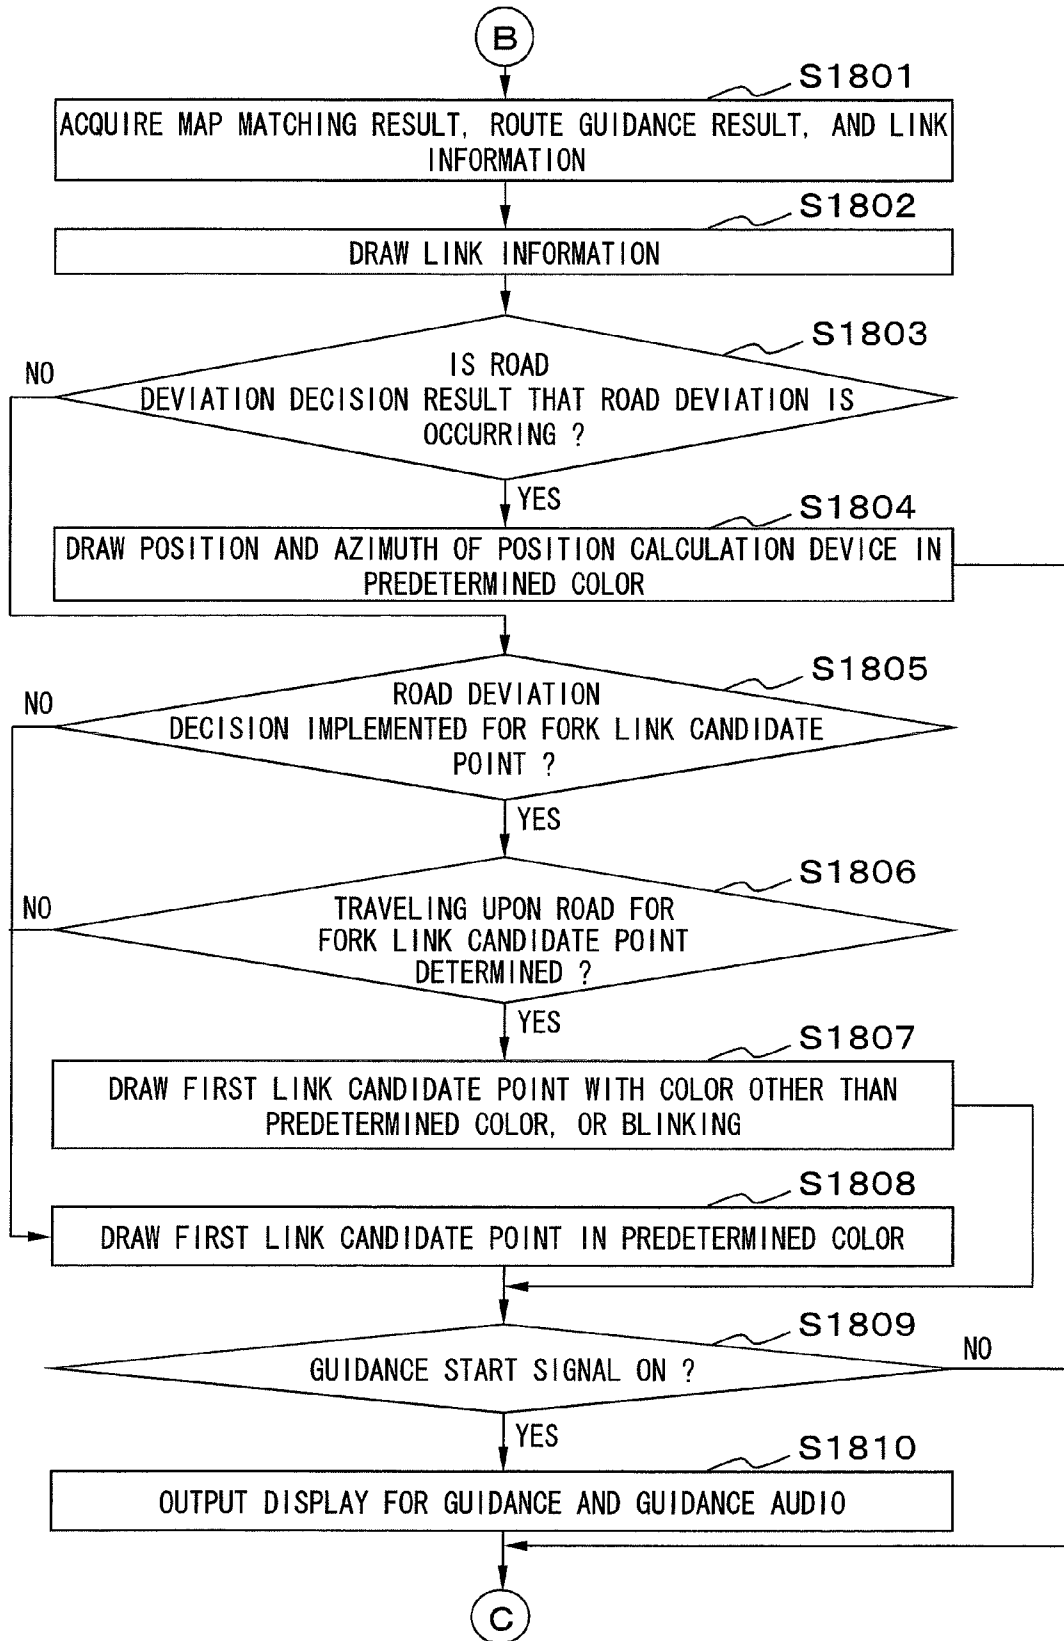 B
S1801
ACQUIRE MAP MATCHING RESULT, ROUTE GUIDANCE RESULT, AND LINK
INFORMATION
S1802
DRAW LINK INFORMATION
S1803
NO
IS ROAD
DEVIATION DECISION RESULT THAT ROAD DEVIATION IS
OCCURRING ?
YES
S1804
DRAW POSITION AND AZIMUTH OF POSITION CALCULATION DEVICE IN
PREDETERMINED COLOR
S1805
NO
ROAD DEVIATION
DECISION IMPLEMENTED FOR FORK LINK CANDIDATE
POINT ?
YES
S1806
NO
TRAVELING UPON ROAD FOR
FORK LINK CANDIDATE POINT
DETERMINED ?
YES
S1807
DRAW FIRST LINK CANDIDATE POINT WITH COLOR OTHER THAN
PREDETERMINED COLOR, OR BLINKING
S1808
DRAW FIRST LINK CANDIDATE POINT IN PREDETERMINED COLOR
S1809
GUIDANCE START SIGNAL ON ?
NO
YES
S1810
OUTPUT DISPLAY FOR GUIDANCE AND GUIDANCE AUDIO
C